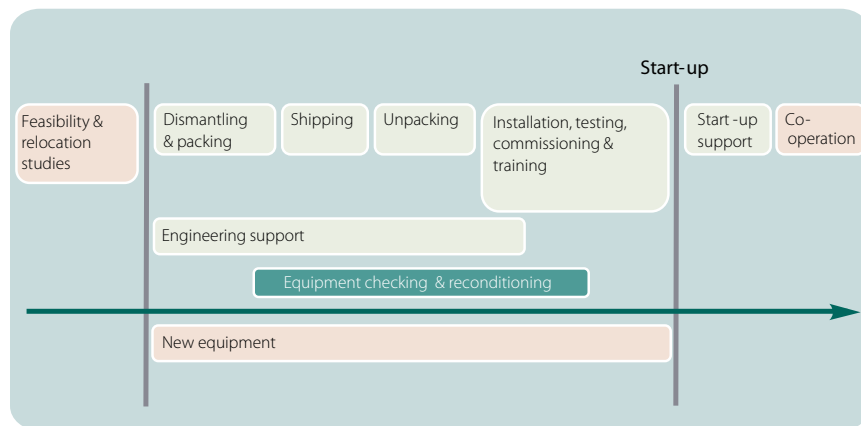 Start-up
Feasibility &
relocation
studies
Dismantling
& packing
Shipping
Unpacking
Installation, testing,
commissioning &
training
Start -up
support
Co-
operation
Engineering support
Equipment checking & reconditioning
New equipment